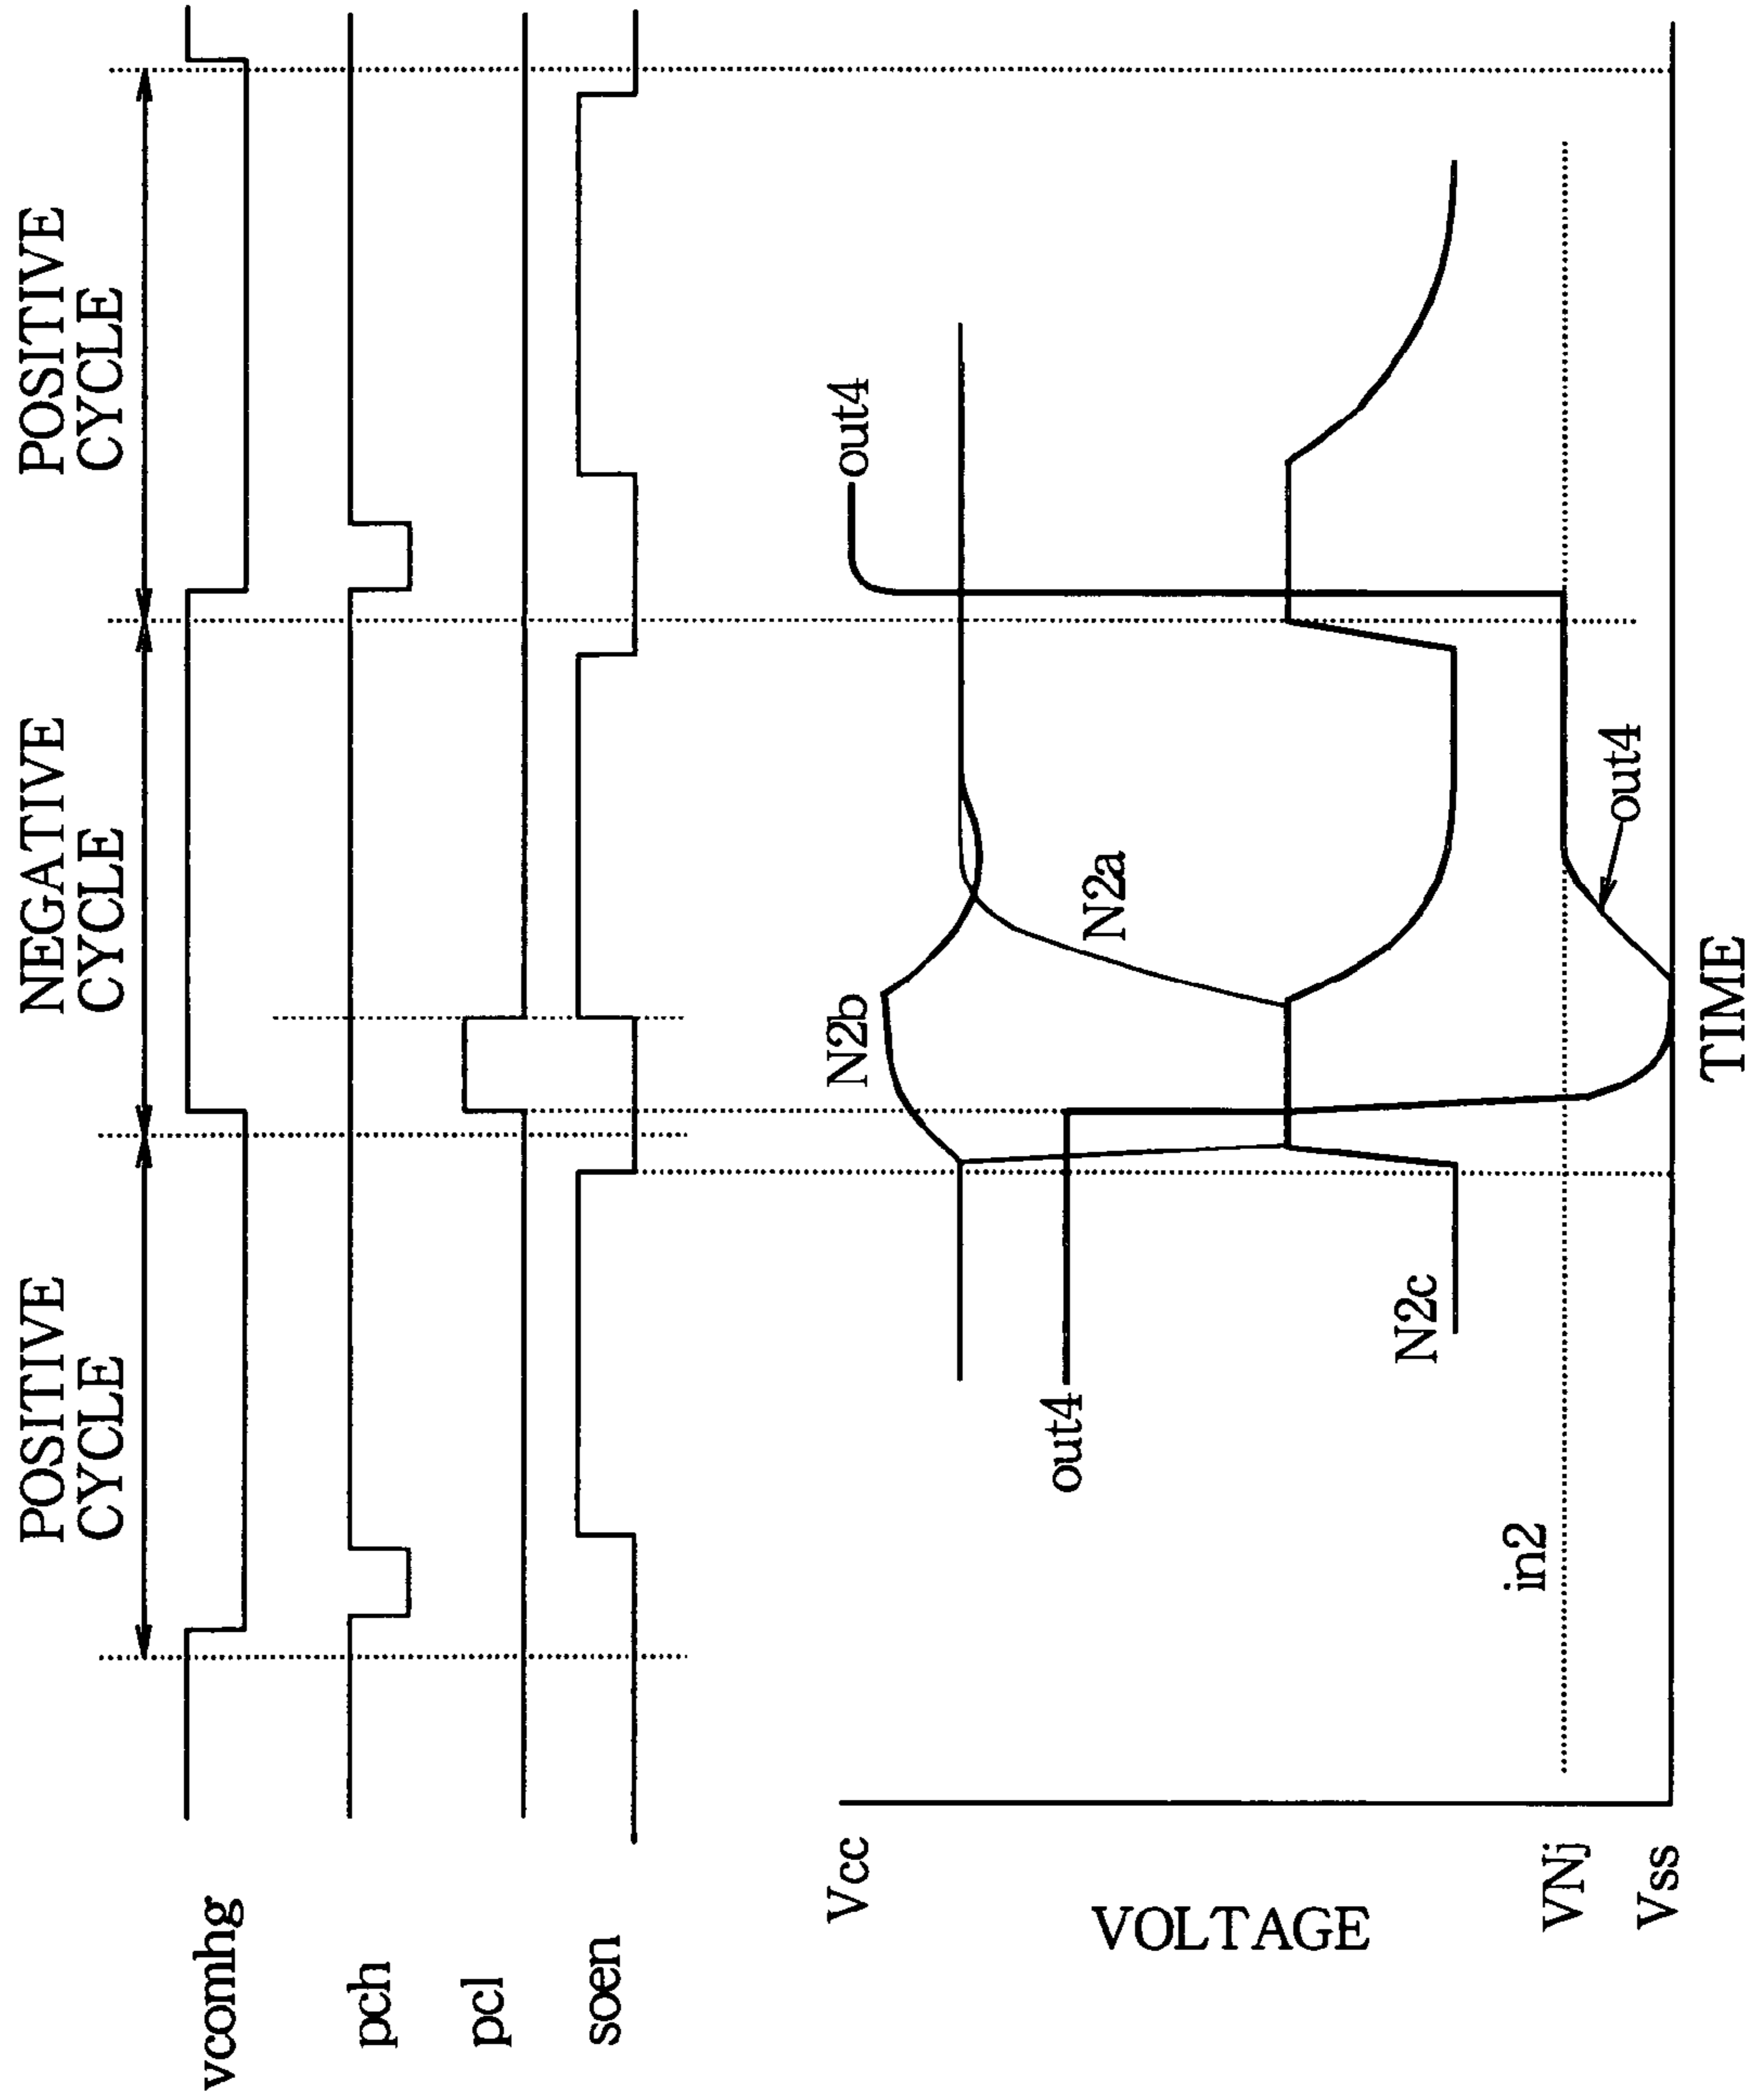 POSITIVE
CYCLE
NEGATIVE
CYCLE
POSITIVE
CYCLE
vcomhg
pch
pcl
soen
Vcc
VOLTAGE
VNj
Vss
N2b
out4
out4
N2a
N2c
in2
out4
TIME